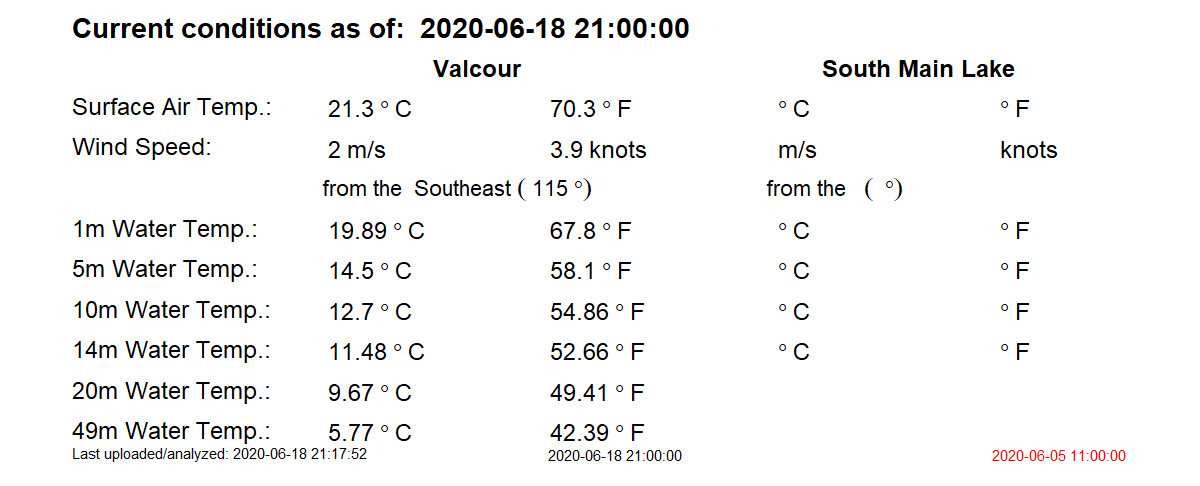 Current conditions as of: 2020-06-18 21:00:00
Valcour South Main Lake
Surface Air Temp.: 21.3 ° C 70.3 ° F ° C ° F
Wind Speed: 2 m/s 3.9 knots m/s knots
from the Southeast ( 115 °) from the ( °)
1m Water Temp.: 19.89 ° C 67.8 ° F ° C ° F
5m Water Temp.: 14.5 ° C 58.1 ° F ° C ° F
10m Water Temp.: 12.7 ° C 54.86 ° F ° C ° F
14m Water Temp.: 11.48 ° C 52.66 ° F ° C ° F
20m Water Temp.: 9.67 ° C 49.41 ° F
49m Water Temp.: 5.77 ° C 42.39 ° F
Last uploaded/analyzed: 2020-06-18 21:17:52 2020-06-18 21:00:00 2020-06-05 11:00:00